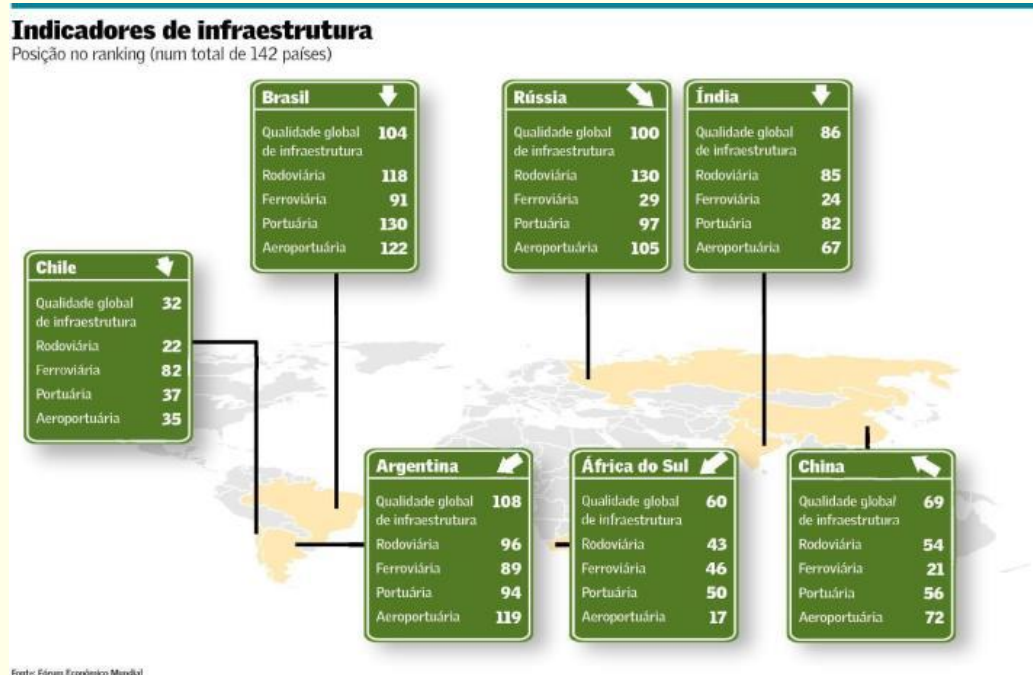 Indicadores de infraestrutura
Posição no ranking (num total de 142 países)
Brasil
Qualidade global 104
de infraestrutura
Rodoviária 118
Ferroviária 91
Portuária 130
Aeroportuária 122
Rússia
Qualidade global 100
de infraestrutura
Rodoviária 130
Ferroviária 29
Portuária 97
Aeroportuária 105
Índia
Qualidade global 86
de infraestrutura
Rodoviária 85
Ferroviária 24
Portuária 82
Aeroportuária 67
Chile
Qualidade global 32
de infraestrutura
Rodoviária 22
Ferroviária 82
Portuária 37
Aeroportuária 35
Argentina
Qualidade global 108
de infraestrutura
Rodoviária 96
Ferroviária 89
Portuária 94
Aeroportuária 119
África do Sul
Qualidade global 60
de infraestrutura
Rodoviária 43
Ferroviária 46
Portuária 50
Aeroportuária 17
China
Qualidade global 69
de infraestrutura
Rodoviária 54
Ferroviária 21
Portuária 56
Aeroportuária 72
Fonte: Fórum Econômico Mundial